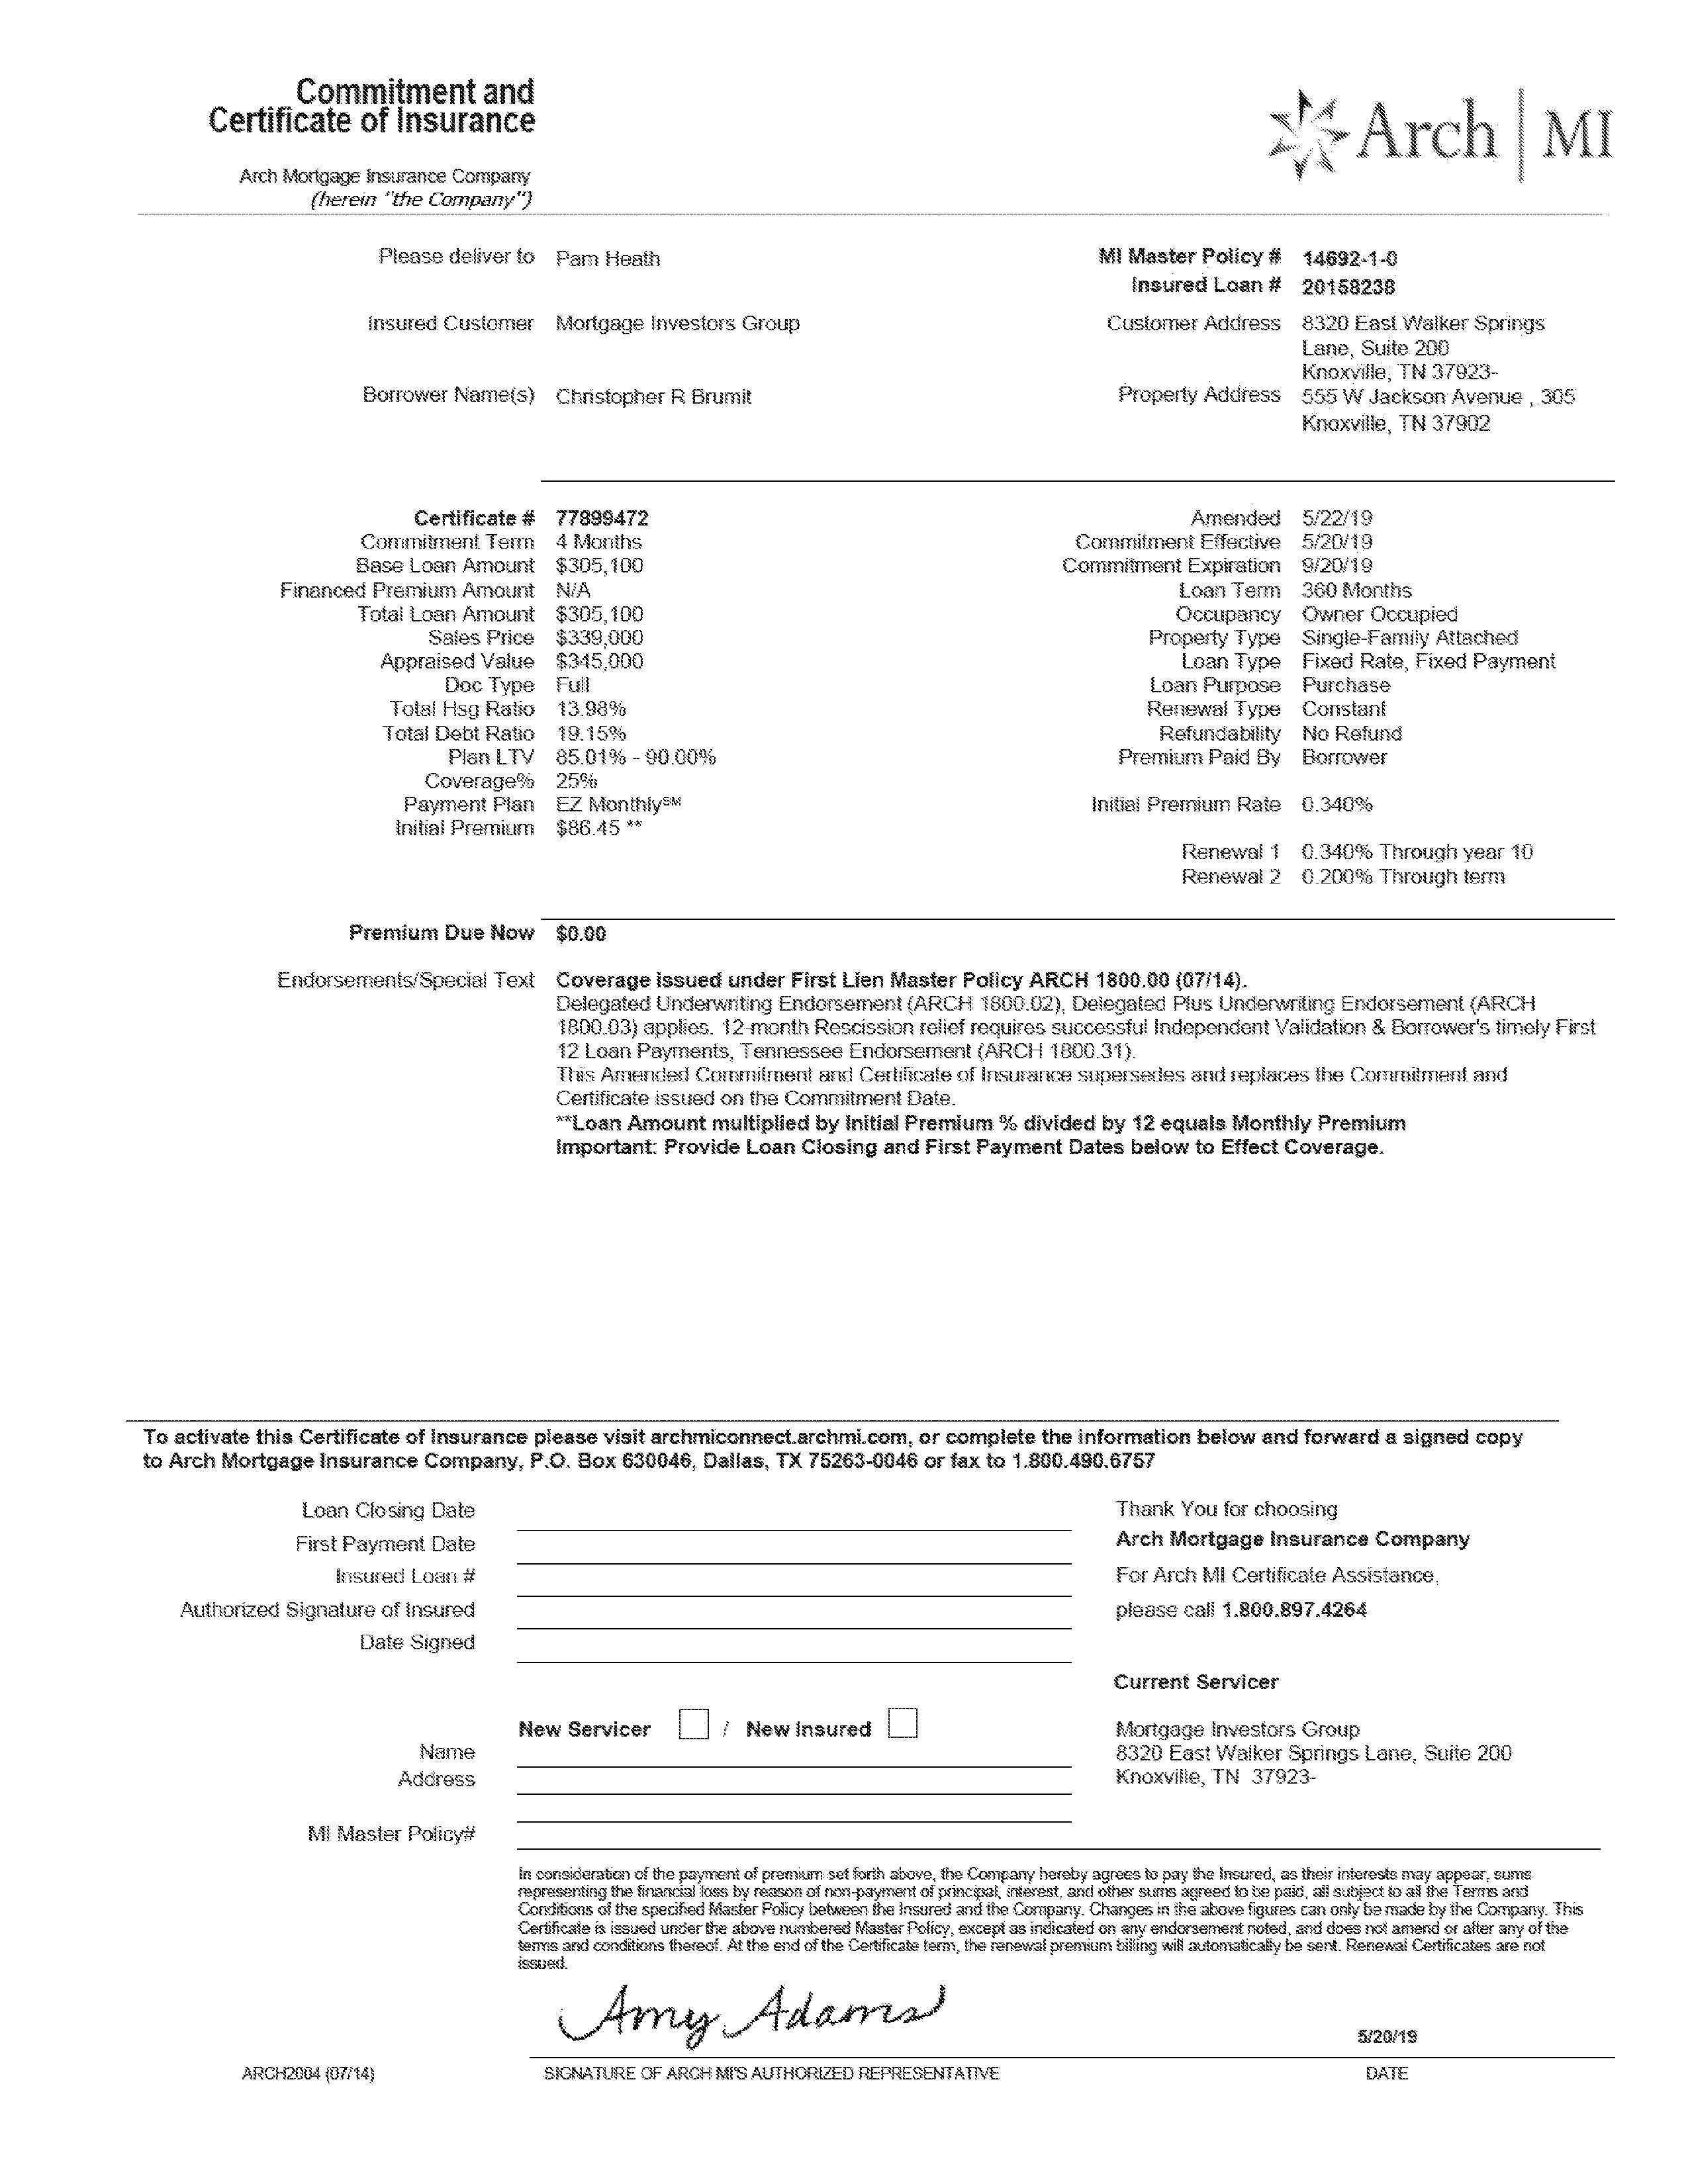 Commitment and
Certificate of Insurance
Arch | MI
Arch Mortgage Insurance Company
(herein "the Company")
Please deliver to Pam Heath
MI Master Policy # 14692-1-0
Insured Loan # 20158238
Insured Customer Mortgage Investors Group
Customer Address 8320 East Walker Springs
Lane, Suite 200
Knoxville, TN 37923-
Borrower Name(s) Christopher R Brumit
Property Address 555 W Jackson Avenue , 305
Knoxville, TN 37902
Certificate # 77899472
Commitment Term 4 Months
Base Loan Amount $305,100
Financed Premium Amount N/A
Total Loan Amount $305,100
Sales Price $339,000
Appraised Value $345,000
Doc Type Full
Total Hsg Ratio 13.98%
Total Debt Ratio 19.15%
Plan LTV 85.01% - 90.00%
Coverage% 25%
Payment Plan EZ Monthly℠
Initial Premium $86.45 **
Amended 5/22/19
Commitment Effective 5/20/19
Commitment Expiration 9/20/19
Loan Term 360 Months
Occupancy Owner Occupied
Property Type Single-Family Attached
Loan Type Fixed Rate, Fixed Payment
Loan Purpose Purchase
Renewal Type Constant
Refundability No Refund
Premium Paid By Borrower
Initial Premium Rate 0.340%
Renewal 1 0.340% Through year 10
Renewal 2 0.200% Through term
Premium Due Now $0.00
Endorsements/Special Text Coverage issued under First Lien Master Policy ARCH 1800.00 (07/14).
Delegated Underwriting Endorsement (ARCH 1800.02), Delegated Plus Underwriting Endorsement (ARCH
1800.03) applies. 12-month Rescission relief requires successful Independent Validation & Borrower's timely First
12 Loan Payments, Tennessee Endorsement (ARCH 1800.31).
This Amended Commitment and Certificate of Insurance supersedes and replaces the Commitment and
Certificate issued on the Commitment Date.
**Loan Amount multiplied by Initial Premium % divided by 12 equals Monthly Premium
Important: Provide Loan Closing and First Payment Dates below to Effect Coverage.
To activate this Certificate of Insurance please visit archmiconnect.archmi.com, or complete the information below and forward a signed copy
to Arch Mortgage Insurance Company, P.O. Box 630046, Dallas, TX 75263-0046 or fax to 1.800.490.6757
Loan Closing Date
First Payment Date
Insured Loan #
Authorized Signature of Insured
Date Signed
Thank You for choosing
Arch Mortgage Insurance Company
For Arch MI Certificate Assistance,
please call 1.800.897.4264
Current Servicer
New Servicer / New Insured
Name
Address
MI Master Policy#
Mortgage Investors Group
8320 East Walker Springs Lane, Suite 200
Knoxville, TN 37923-
In consideration of the payment of premium set forth above, the Company hereby agrees to pay the Insured, as their interests may appear, sums
representing the financial loss by reason of non-payment of principal, interest, and other sums agreed to be paid, all subject to all the Terms and
Conditions of the specified Master Policy between the Insured and the Company. Changes in the above figures can only be made by the Company. This
Certificate is issued under the above numbered Master Policy, except as indicated on any endorsement noted, and does not amend or alter any of the
terms and conditions thereof. At the end of the Certificate term, the renewal premium billing will automatically be sent. Renewal Certificates are not
issued.
Amy Adams
5/20/19
ARCH2004 (07/14)
SIGNATURE OF ARCH MI'S AUTHORIZED REPRESENTATIVE
DATE